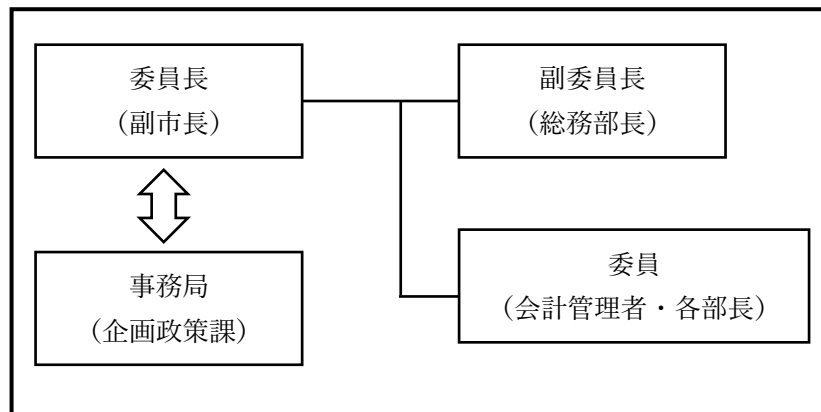 委員長
（副市長）
副委員長
（総務部長）
事務局
（企画政策課）
委員
（会計管理者・各部長）